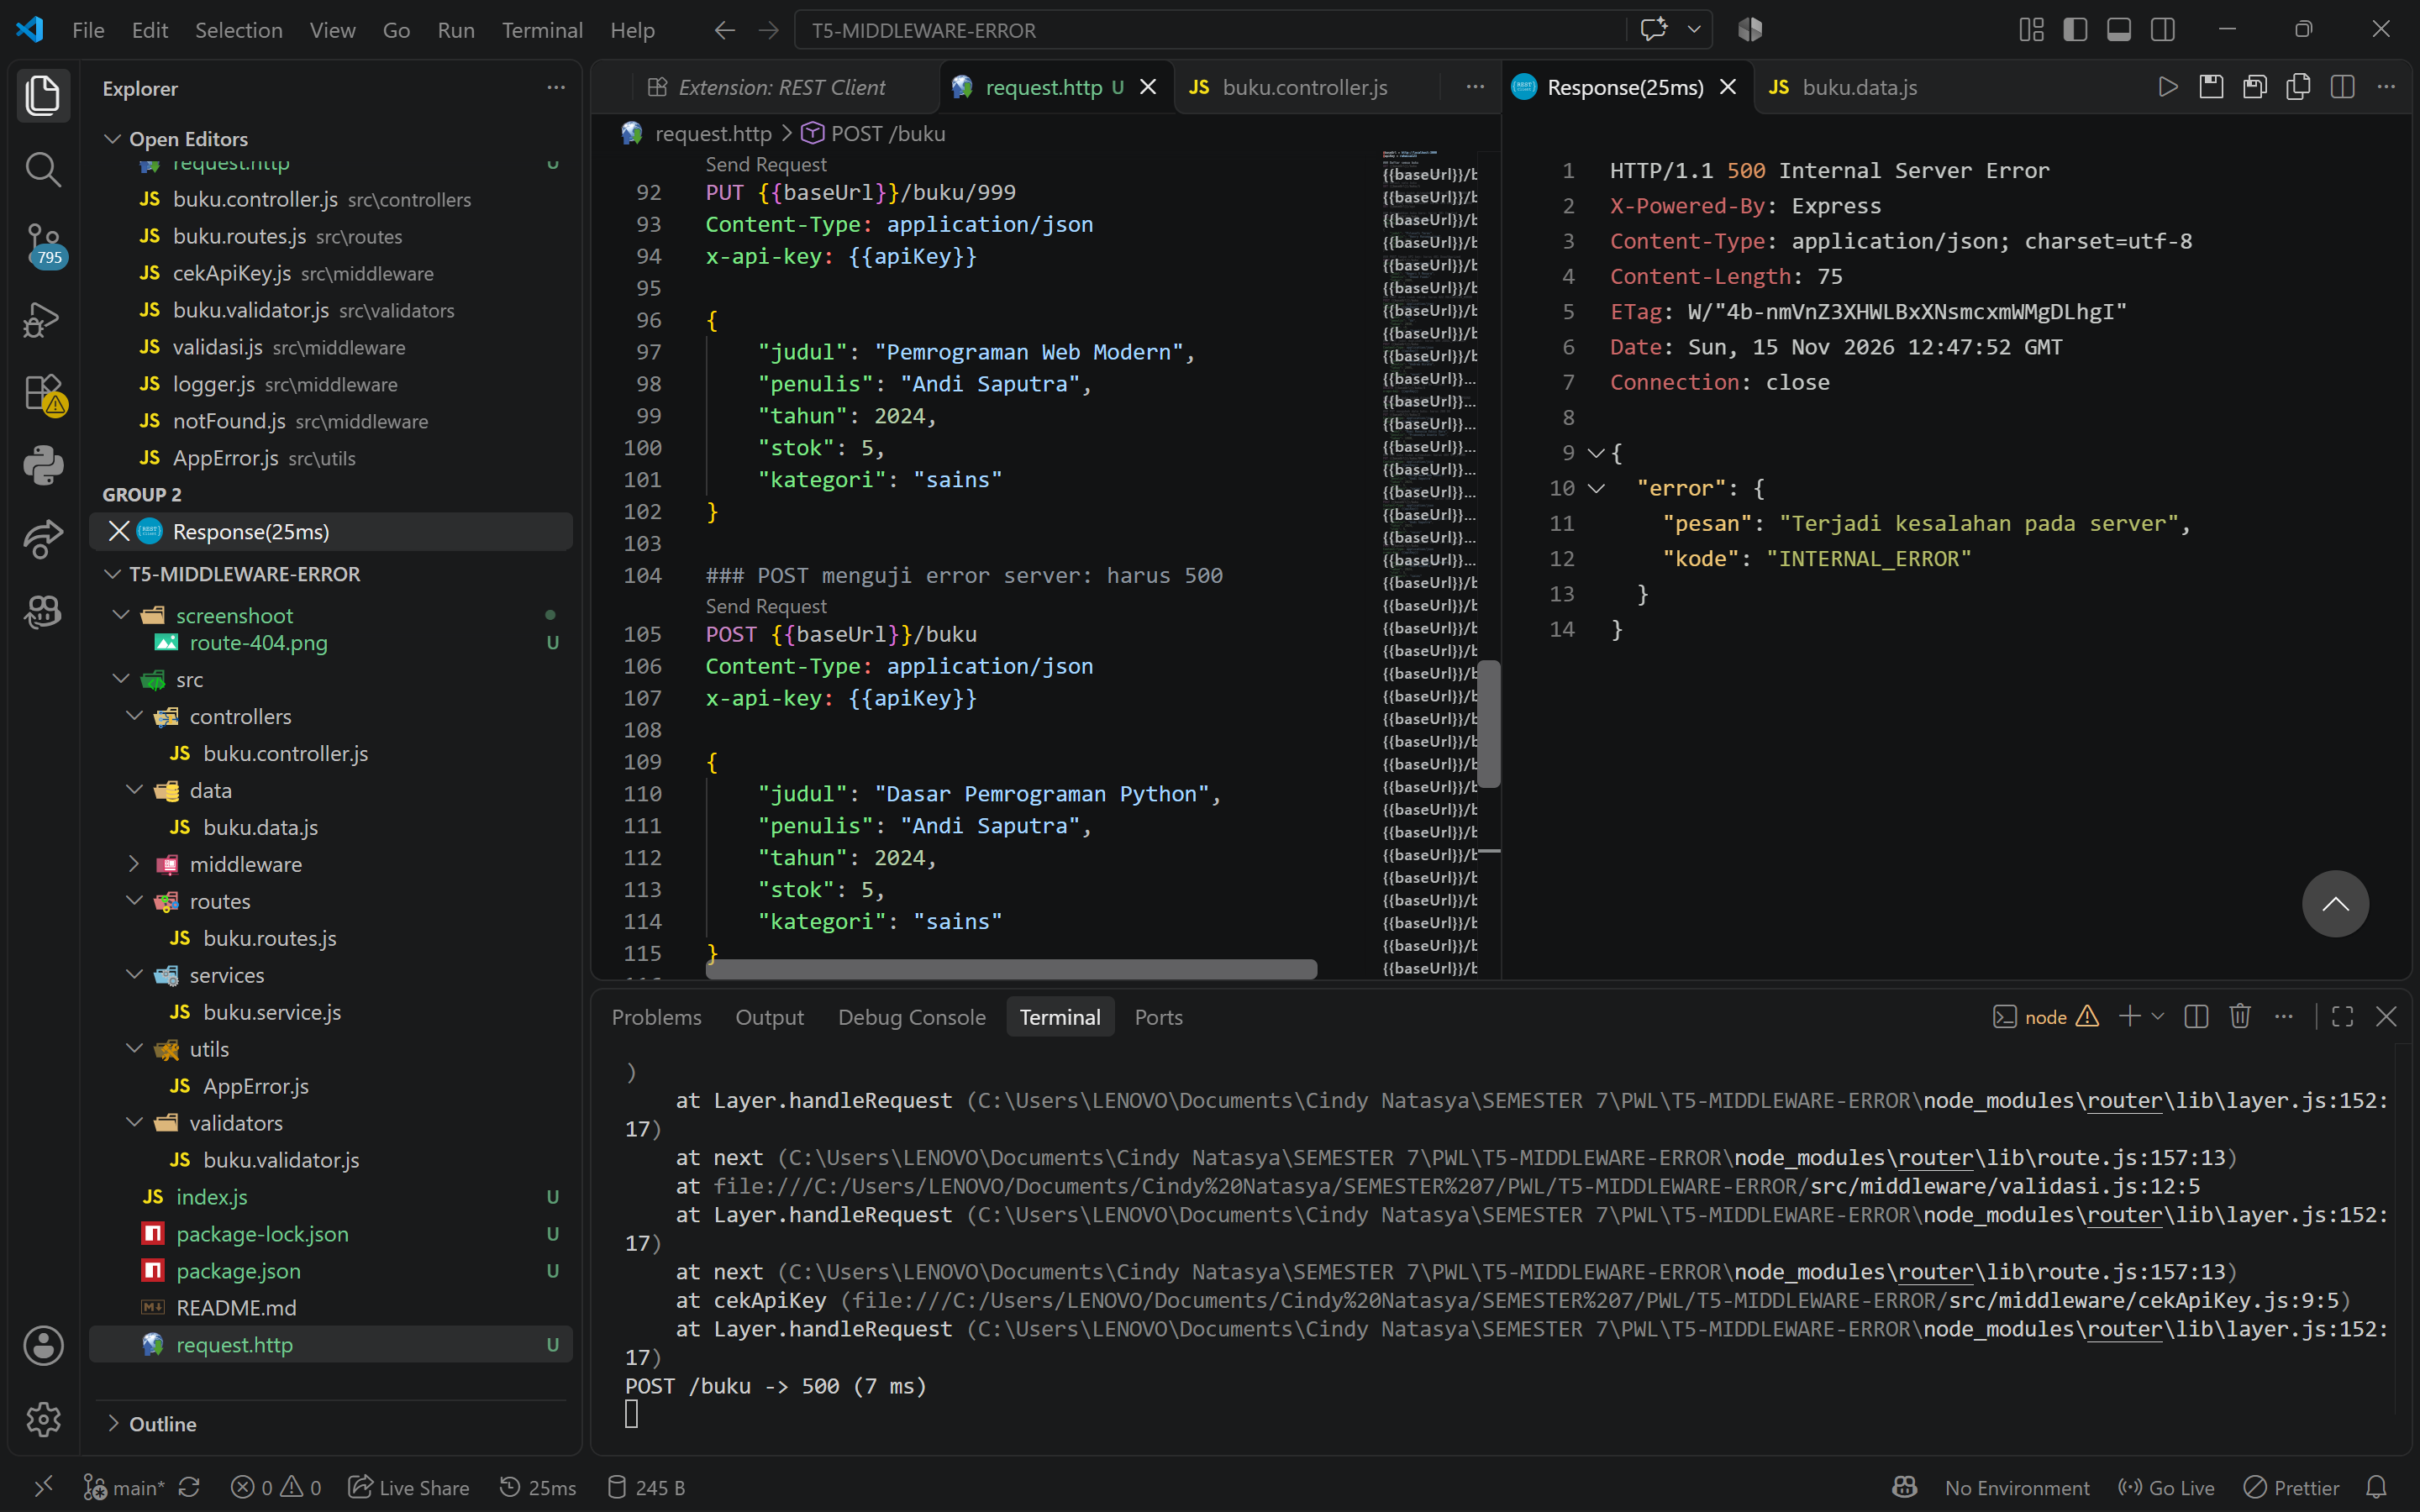 File Edit Selection View Go Run Terminal Help
T5-MIDDLEWARE-ERROR
Explorer
Open Editors
request.http U
JS buku.controller.js src\controllers
JS buku.routes.js src\routes
JS cekApiKey.js src\middleware
JS buku.validator.js src\validators
JS validasi.js src\middleware
JS logger.js src\middleware
JS notFound.js src\middleware
JS AppError.js src\utils
GROUP 2
Response(25ms)
T5-MIDDLEWARE-ERROR
screenshoot
route-404.png U
src
controllers
JS buku.controller.js
data
JS buku.data.js
middleware
routes
JS buku.routes.js
services
JS buku.service.js
utils
JS AppError.js
validators
JS buku.validator.js
JS index.js U
package-lock.json U
package.json U
README.md
request.http U
Outline
795
Extension: REST Client
request.http U
JS buku.controller.js
request.http > POST /buku
Send Request
92 PUT {{baseUrl}}/buku/999
93 Content-Type: application/json
94 x-api-key: {{apiKey}}
95
96 {
97 "judul": "Pemrograman Web Modern",
98 "penulis": "Andi Saputra",
99 "tahun": 2024,
100 "stok": 5,
101 "kategori": "sains"
102 }
103
104 ### POST menguji error server: harus 500
Send Request
105 POST {{baseUrl}}/buku
106 Content-Type: application/json
107 x-api-key: {{apiKey}}
108
109 {
110 "judul": "Dasar Pemrograman Python",
111 "penulis": "Andi Saputra",
112 "tahun": 2024,
113 "stok": 5,
114 "kategori": "sains"
115 }
Response(25ms)
JS buku.data.js
1 HTTP/1.1 500 Internal Server Error
2 X-Powered-By: Express
3 Content-Type: application/json; charset=utf-8
4 Content-Length: 75
5 ETag: W/"4b-nmVnZ3XHWLBxXNsmcxmWMgDLhgI"
6 Date: Sun, 15 Nov 2026 12:47:52 GMT
7 Connection: close
8
9 {
10 "error": {
11 "pesan": "Terjadi kesalahan pada server",
12 "kode": "INTERNAL_ERROR"
13 }
14 }
Problems Output Debug Console Terminal Ports
node
)
at Layer.handleRequest (C:\Users\LENOVO\Documents\Cindy Natasya\SEMESTER 7\PWL\T5-MIDDLEWARE-ERROR\node_modules\router\lib\layer.js:152:
17)
at next (C:\Users\LENOVO\Documents\Cindy Natasya\SEMESTER 7\PWL\T5-MIDDLEWARE-ERROR\node_modules\router\lib\route.js:157:13)
at file:///C:/Users/LENOVO/Documents/Cindy%20Natasya/SEMESTER%207/PWL/T5-MIDDLEWARE-ERROR/src/middleware/validasi.js:12:5
at Layer.handleRequest (C:\Users\LENOVO\Documents\Cindy Natasya\SEMESTER 7\PWL\T5-MIDDLEWARE-ERROR\node_modules\router\lib\layer.js:152:
17)
at next (C:\Users\LENOVO\Documents\Cindy Natasya\SEMESTER 7\PWL\T5-MIDDLEWARE-ERROR\node_modules\router\lib\route.js:157:13)
at cekApiKey (file:///C:/Users/LENOVO/Documents/Cindy%20Natasya/SEMESTER%207/PWL/T5-MIDDLEWARE-ERROR/src/middleware/cekApiKey.js:9:5)
at Layer.handleRequest (C:\Users\LENOVO\Documents\Cindy Natasya\SEMESTER 7\PWL\T5-MIDDLEWARE-ERROR\node_modules\router\lib\layer.js:152:
17)
POST /buku -> 500 (7 ms)
main* 0 0 Live Share 25ms 245 B No Environment Go Live Prettier